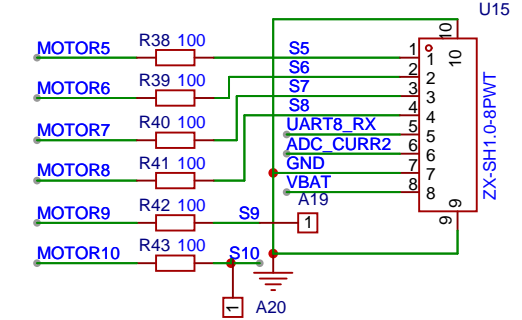 U15
10
10
MOTOR5 R38 100 S5 1 1
MOTOR6 R39 100 S6 2 2
MOTOR7 R40 100 S7 3 3
MOTOR8 R41 100 S8 4 4
UART8_RX 5 5
ADC_CURR2 6 6
GND 7 7
VBAT 8 8
ZX-SH1.0-8PWT
9
9
MOTOR9 R42 100 S9 A19 1
MOTOR10 R43 100 S10
1 A20